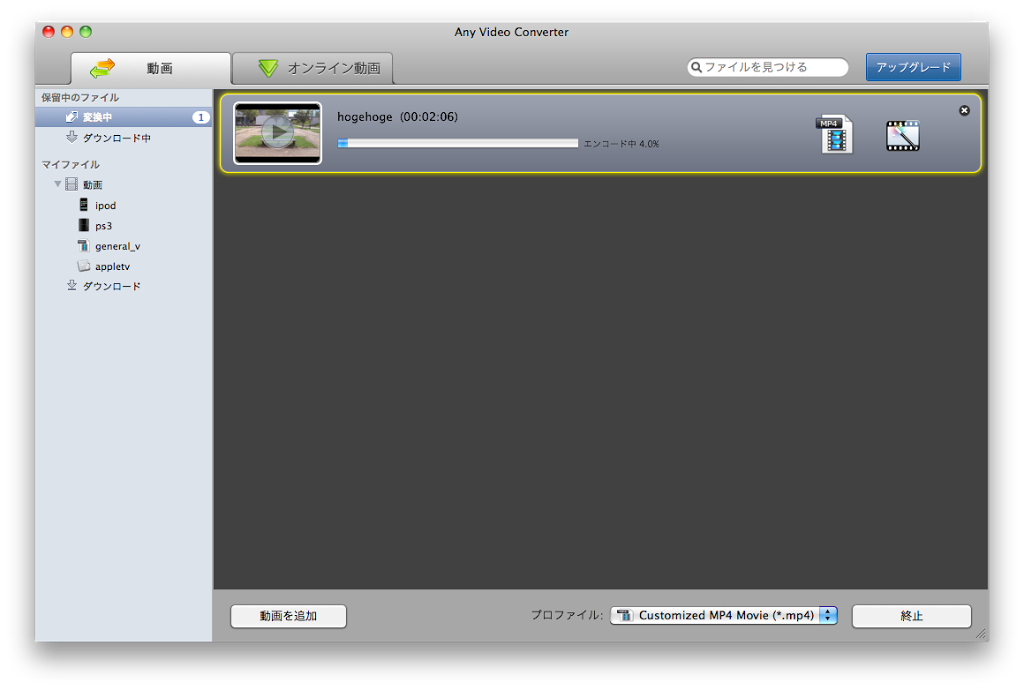 Any Video Converter
動画
オンライン動画
ファイルを見つける
アップグレード
保留中のファイル
変換中 1
ダウンロード中
マイファイル
動画
ipod
ps3
general_v
appletv
ダウンロード
hogehoge (00:02:06)
エンコード中 4.0%
MP4
動画を追加
プロファイル: Customized MP4 Movie (*.mp4)
終止